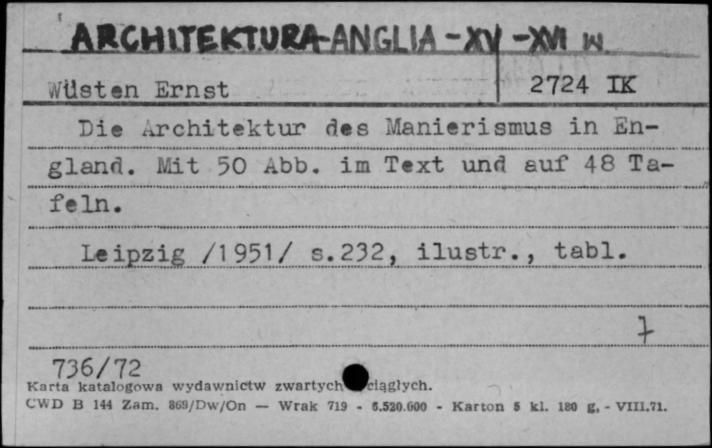 ARCHITEKTURA-ANGLIA-XV-XVI w
Wüsten Ernst 2724 IK
Die Architektur des Manierismus in En-
gland. Mit 50 Abb. im Text und auf 48 Ta-
feln.
Leipzig /1951/ s.232, ilustr., tabl.
736/72
Karta katalogowa wydawnictw zwartych ciągłych.
CWD B 144 Zam. 869/Dw/On — Wrak 719 - 6.520.000 - Karton 5 kl. 180 g. - VIII.71.